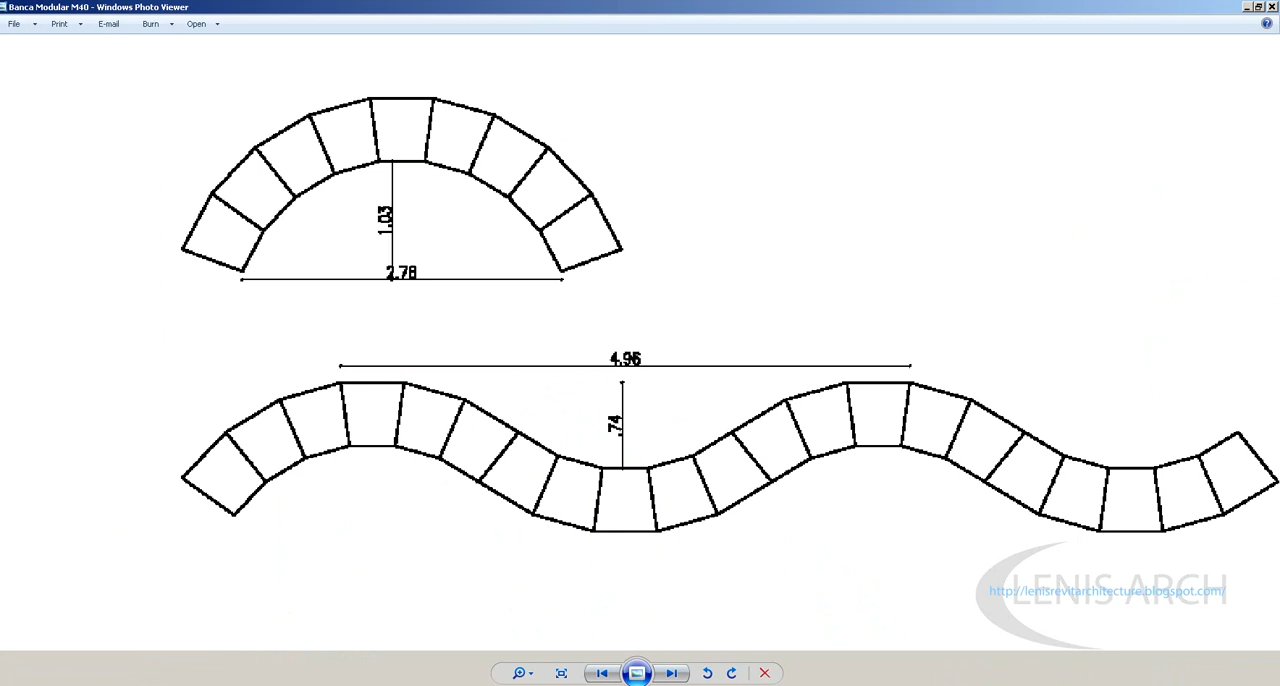 Banca Modular M40 - Windows Photo Viewer
File Print E-mail Burn Open
1.03
2.78
4.96
.74
LENIS ARCH
http://lenisrevitarchitecture.blogspot.com/